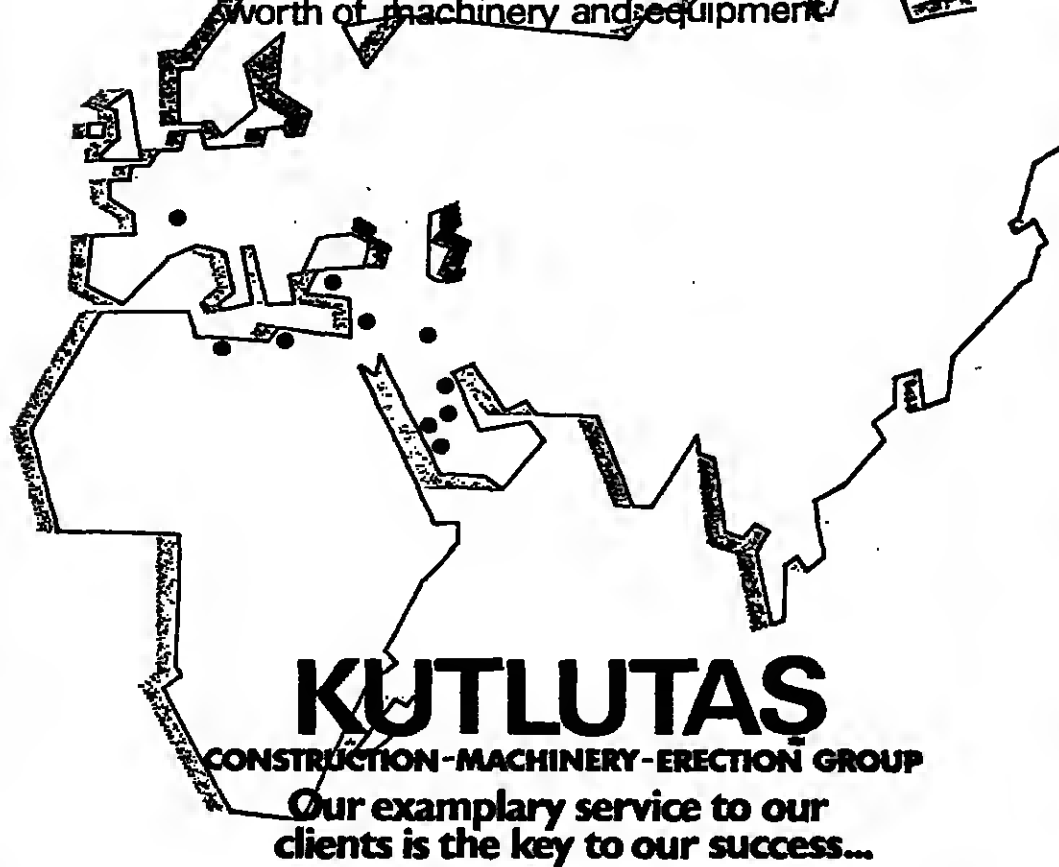 worth of machinery and equipment
KUTLUTAS
CONSTRUCTION-MACHINERY-ERECTION GROUP
Our examplary service to our
clients is the key to our success...